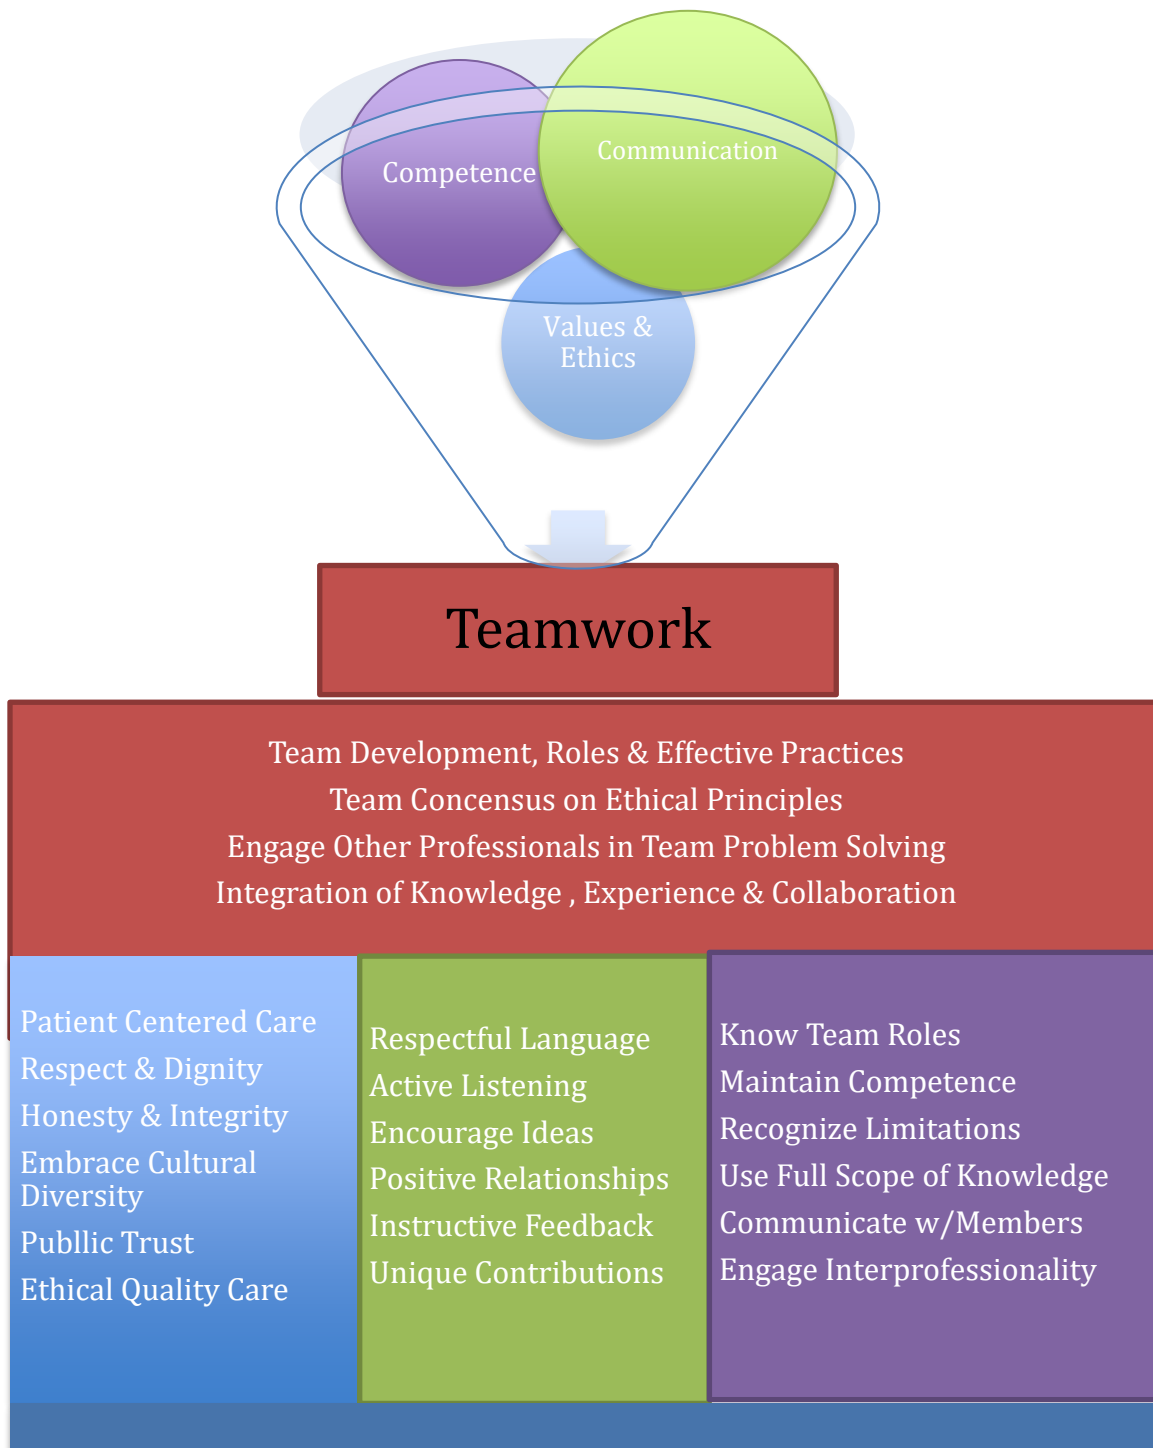 Competence
Communication
Values &
Ethics
Teamwork
Team Development, Roles & Effective Practices
Team Concensus on Ethical Principles
Engage Other Professionals in Team Problem Solving
Integration of Knowledge , Experience & Collaboration
Patient Centered Care
Respect & Dignity
Honesty & Integrity
Embrace Cultural
Diversity
Publlic Trust
Ethical Quality Care
Respectful Language
Active Listening
Encourage Ideas
Positive Relationships
Instructive Feedback
Unique Contributions
Know Team Roles
Maintain Competence
Recognize Limitations
Use Full Scope of Knowledge
Communicate w/Members
Engage Interprofessionality